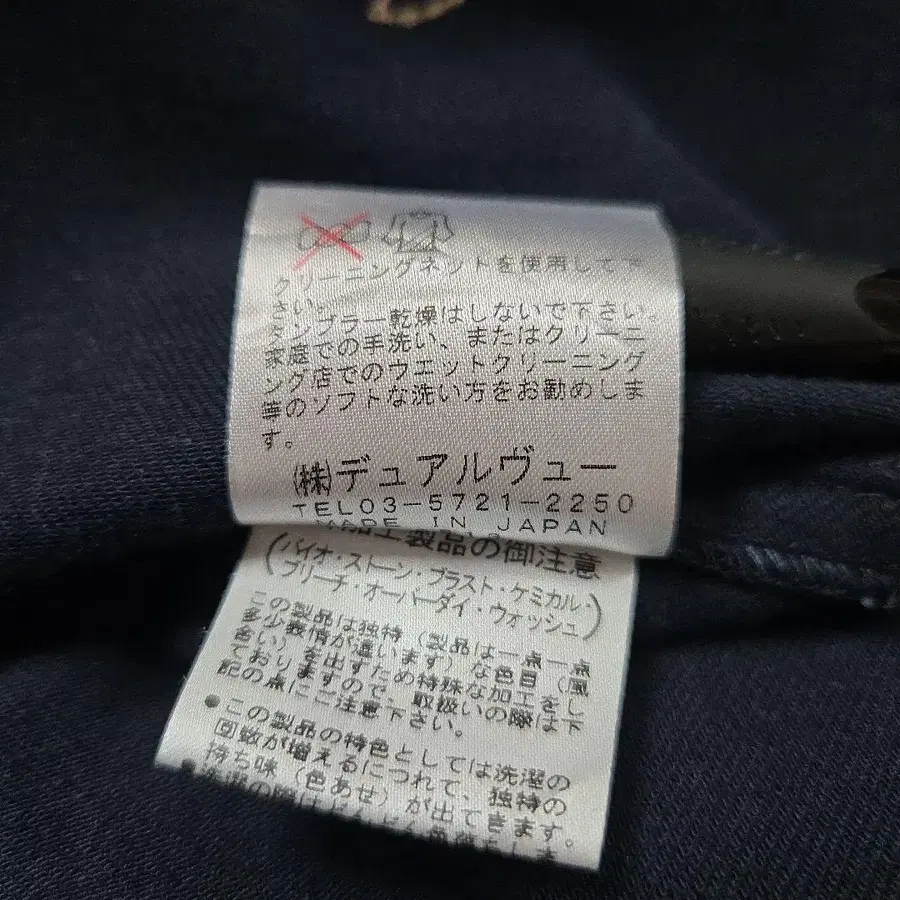 クリーニングネットを使用して下
さい。
タンブラー乾燥はしないで下さい。
家庭での手洗い、またはクリーニ
ング店でのウエットクリーニング
等のソフトな洗い方をお勧めしま
す。
(株)デュアルヴュー
TEL03-5721-2250
MADE IN JAPAN
加工製品の御注意
(バイオ・ストーン・ブラスト・ケミカル・
ブリーチ・オーバーダイ・ウォッシュ)
この製品は独特(製品は一点一点
多少表情が違います)な色目(風
色い)を出すため特殊な加工をし
ておりますので、取扱いの際は下
記の点にご注意下さい。
●この製品の特色としては洗濯の
回数が増えるにつれて、独特の
持ち味(色あせ)が出てきます。